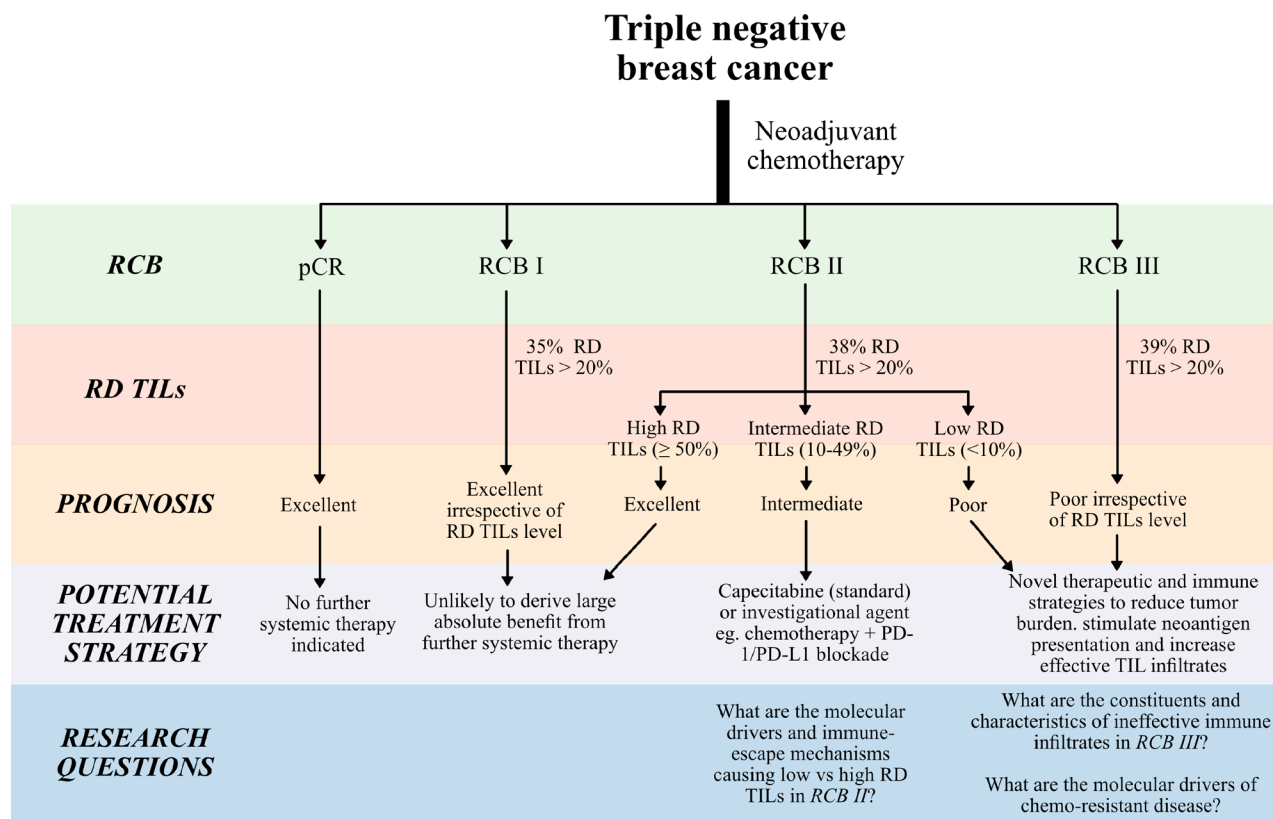 Triple negative
breast cancer
Neoadjuvant
chemotherapy
RCB
pCR
RCB I
RCB II
RCB III
RD TILs
35% RD
TILs > 20%
38% RD
TILs > 20%
39% RD
TILs > 20%
High RD
TILs (≥ 50%)
Intermediate RD
TILs (10-49%)
Low RD
TILs (<10%)
PROGNOSIS
Excellent
Excellent
irrespective of
RD TILs level
Excellent
Intermediate
Poor
Poor irrespective
of RD TILs level
POTENTIAL
TREATMENT
STRATEGY
No further
systemic therapy
indicated
Unlikely to derive large
absolute benefit from
further systemic therapy
Capecitabine (standard)
or investigational agent
eg. chemotherapy + PD-
1/PD-L1 blockade
Novel therapeutic and immune
strategies to reduce tumor
burden. stimulate neoantigen
presentation and increase
effective TIL infiltrates
RESEARCH
QUESTIONS
What are the molecular
drivers and immune-
escape mechanisms
causing low vs high RD
TILs in RCB II?
What are the constituents and
characteristics of ineffective immune
infiltrates in RCB III?
What are the molecular drivers of
chemo-resistant disease?